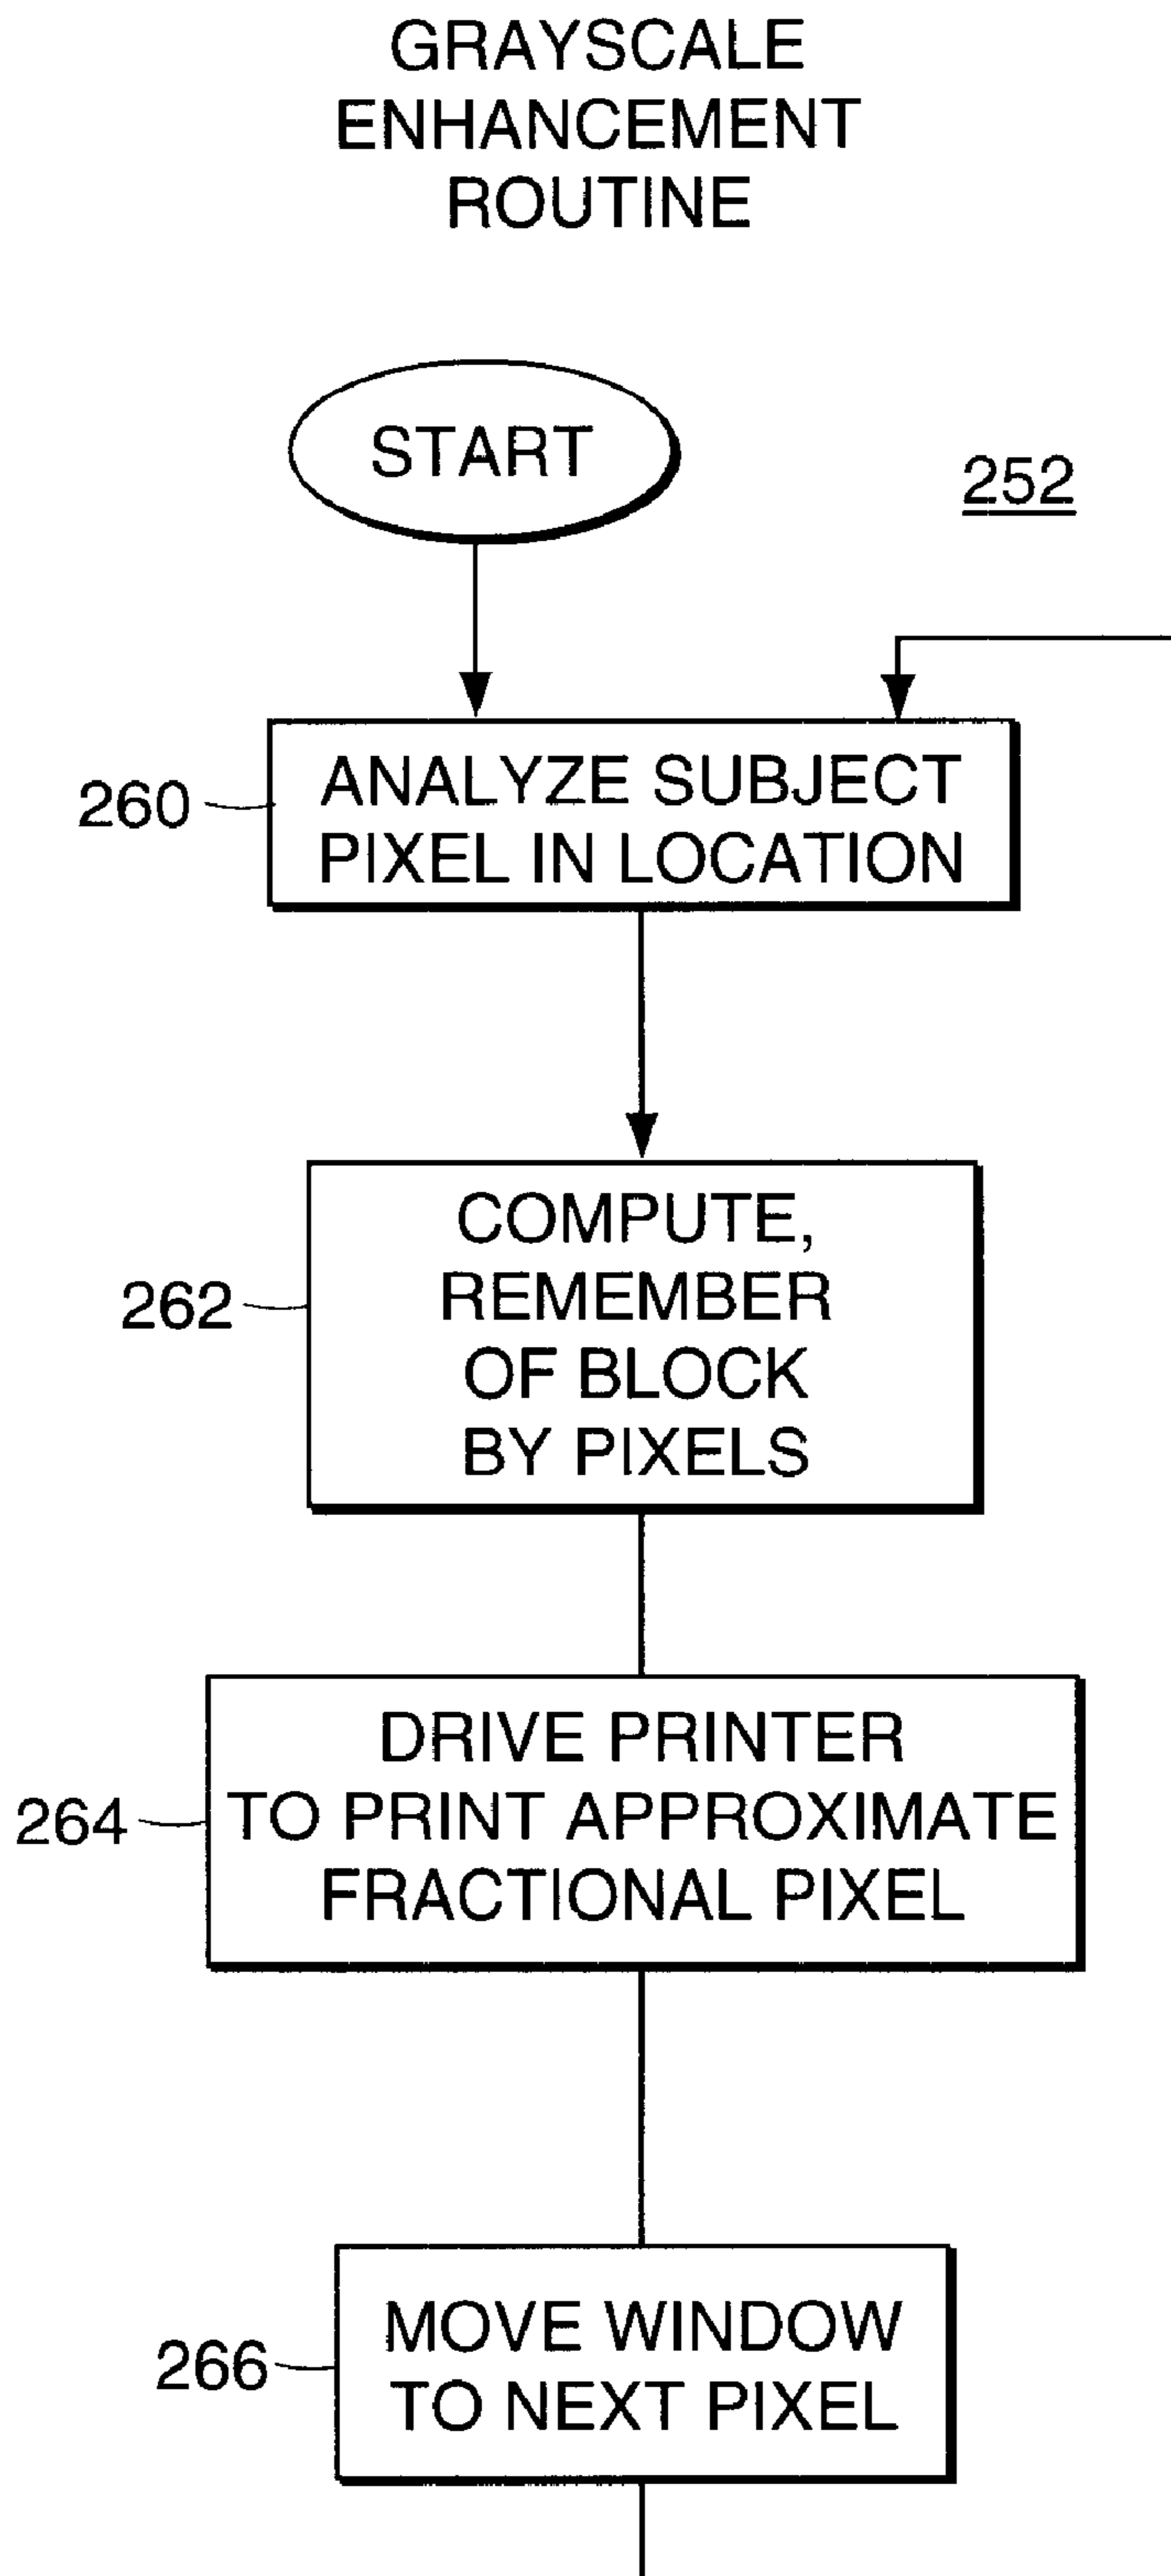 GRAYSCALE
ENHANCEMENT
ROUTINE
START
252
260
ANALYZE SUBJECT
PIXEL IN LOCATION
262
COMPUTE,
REMEMBER
OF BLOCK
BY PIXELS
264
DRIVE PRINTER
TO PRINT APPROXIMATE
FRACTIONAL PIXEL
266
MOVE WINDOW
TO NEXT PIXEL